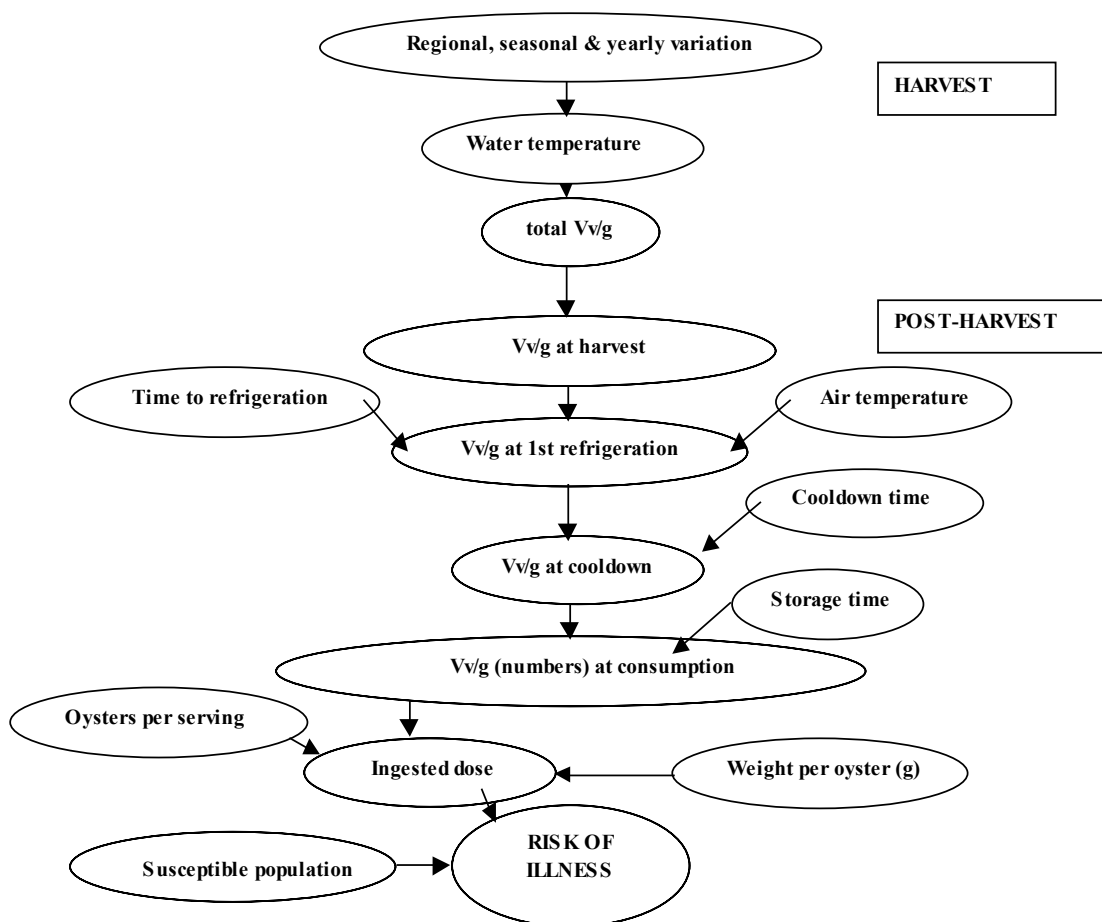 Regional, seasonal & yearly variation
HARVEST
Water temperature
total Vv/g
POST-HARVEST
Vv/g at harvest
Time to refrigeration
Air temperature
Vv/g at 1st refrigeration
Cooldown time
Vv/g at cooldown
Storage time
Vv/g (numbers) at consumption
Oysters per serving
Ingested dose
Weight per oyster (g)
RISK OF
ILLNESS
Susceptible population